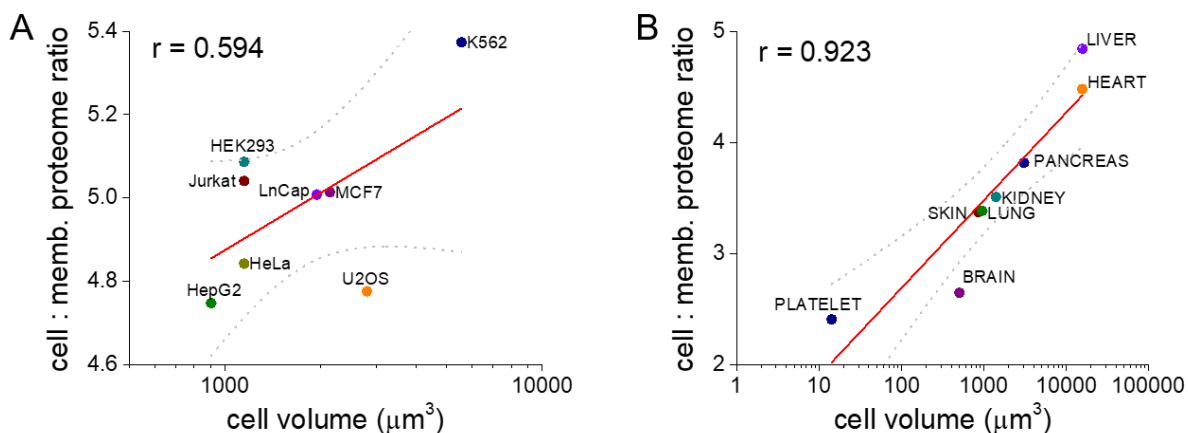 A
r = 0.594
5.4
5.2
5.0
4.8
4.6
cell : memb. proteome ratio
K562
HEK293
Jurkat
LnCap
MCF7
HeLa
HepG2
U2OS
1000
10000
cell volume (μm³)
B
r = 0.923
5
4
3
2
cell : memb. proteome ratio
LIVER
HEART
PANCREAS
KIDNEY
SKIN
LUNG
BRAIN
PLATELET
1
10
100
1000
10000
100000
cell volume (μm³)